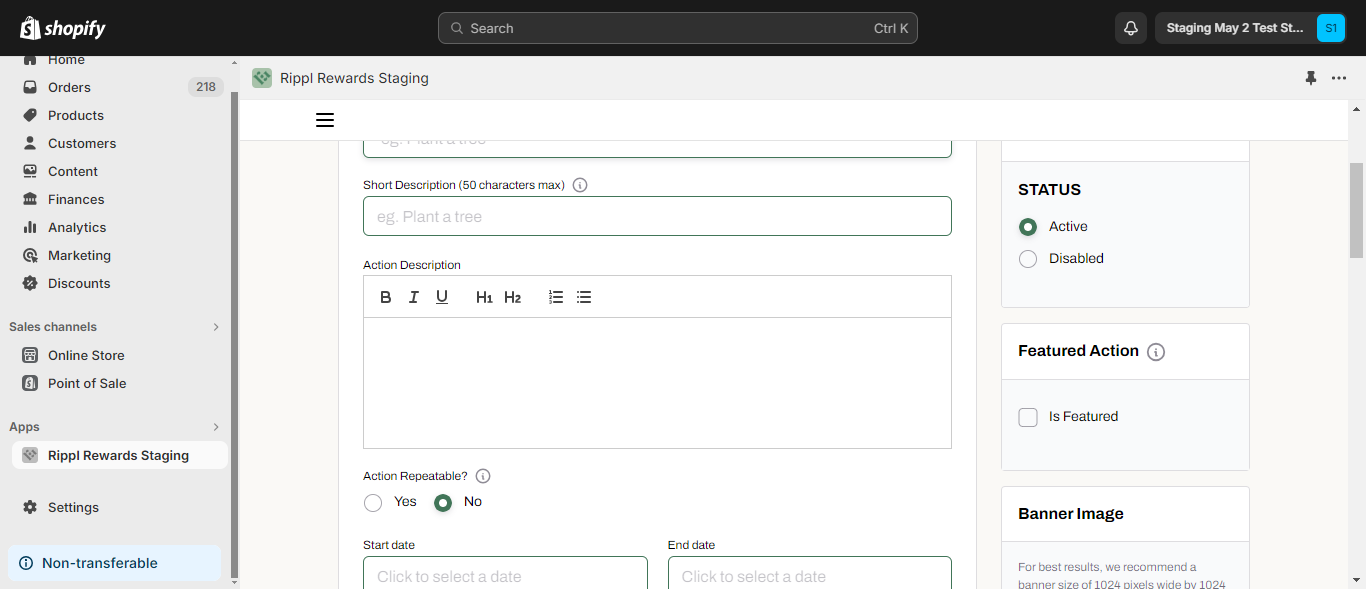 shopify
Search
Ctrl K
Staging May 2 Test St...
S1
Home
Orders
218
Products
Customers
Content
Finances
Analytics
Marketing
Discounts
Sales channels
Online Store
Point of Sale
Apps
Rippl Rewards Staging
Settings
Non-transferable
Rippl Rewards Staging
eg. Plant a tree
Short Description (50 characters max)
eg. Plant a tree
Action Description
B I U H1 H2
Action Repeatable?
Yes No
Start date
Click to select a date
End date
Click to select a date
STATUS
Active
Disabled
Featured Action
Is Featured
Banner Image
For best results, we recommend a
banner size of 1024 pixels wide by 1024